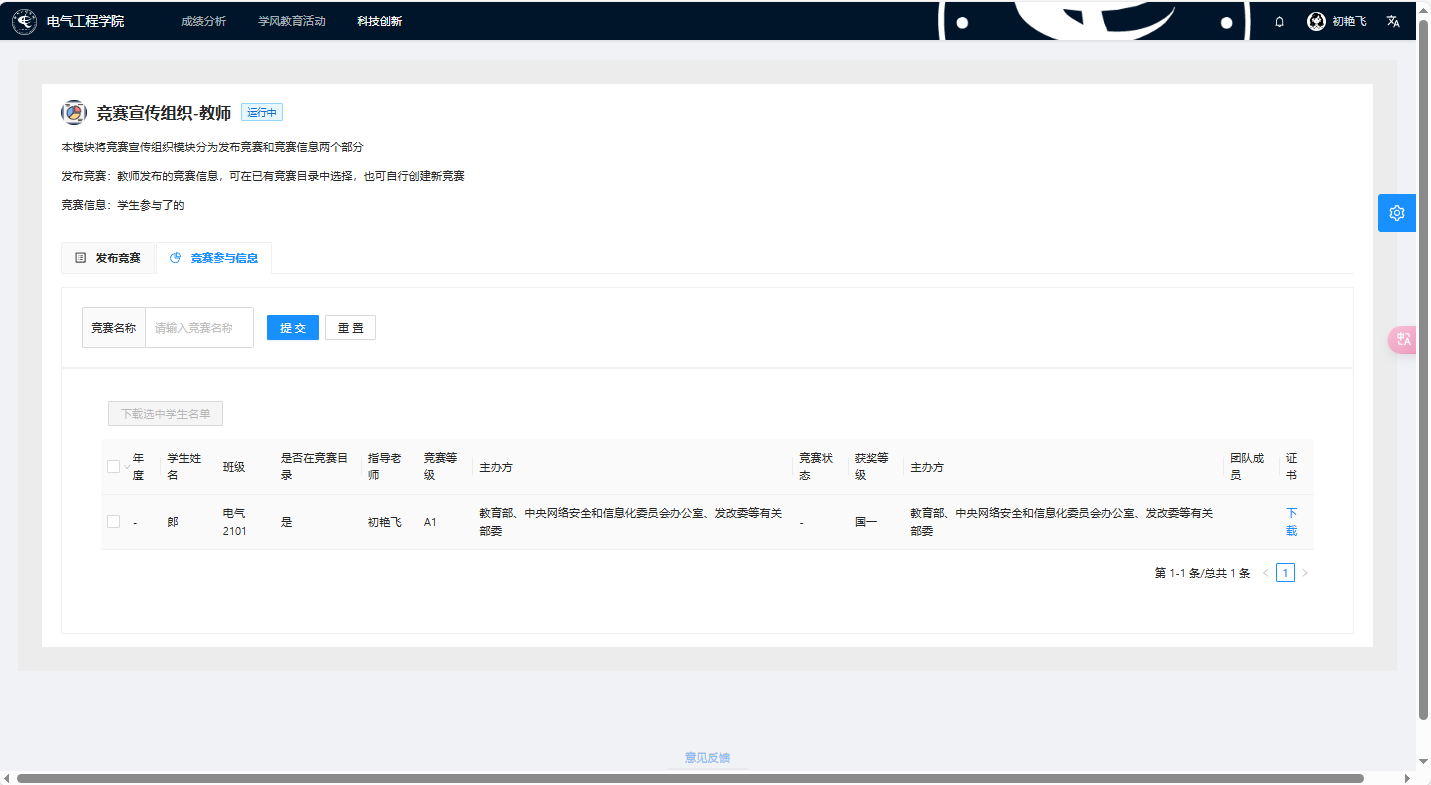 电气工程学院 成绩分析 学风教育活动 科技创新 初艳飞
竞赛宣传组织-教师 运行中
本模块将竞赛宣传组织模块分为发布竞赛和竞赛信息两个部分
发布竞赛：教师发布的竞赛信息，可在已有竞赛目录中选择，也可自行创建新竞赛
竞赛信息：学生参与了的
发布竞赛 竞赛参与信息
竞赛名称 请输入竞赛名称 提 交 重 置
下载选中学生名单
年度 学生姓名 班级 是否在竞赛目录 指导老师 竞赛等级 主办方 竞赛状态 获奖等级 主办方 团队成员 证书
- 郎 电气2101 是 初艳飞 A1 教育部、中央网络安全和信息化委员会办公室、发改委等有关部委 - 国一 教育部、中央网络安全和信息化委员会办公室、发改委等有关部委 下载
第 1-1 条/总共 1 条 < 1 >
意见反馈